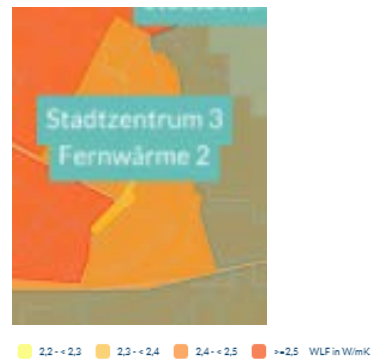 Stadtzentrum 3
Fernwärme 2
2,2 - < 2,3 2,3 - < 2,4 2,4 - < 2,5 >=2,5 WLF in W/mK